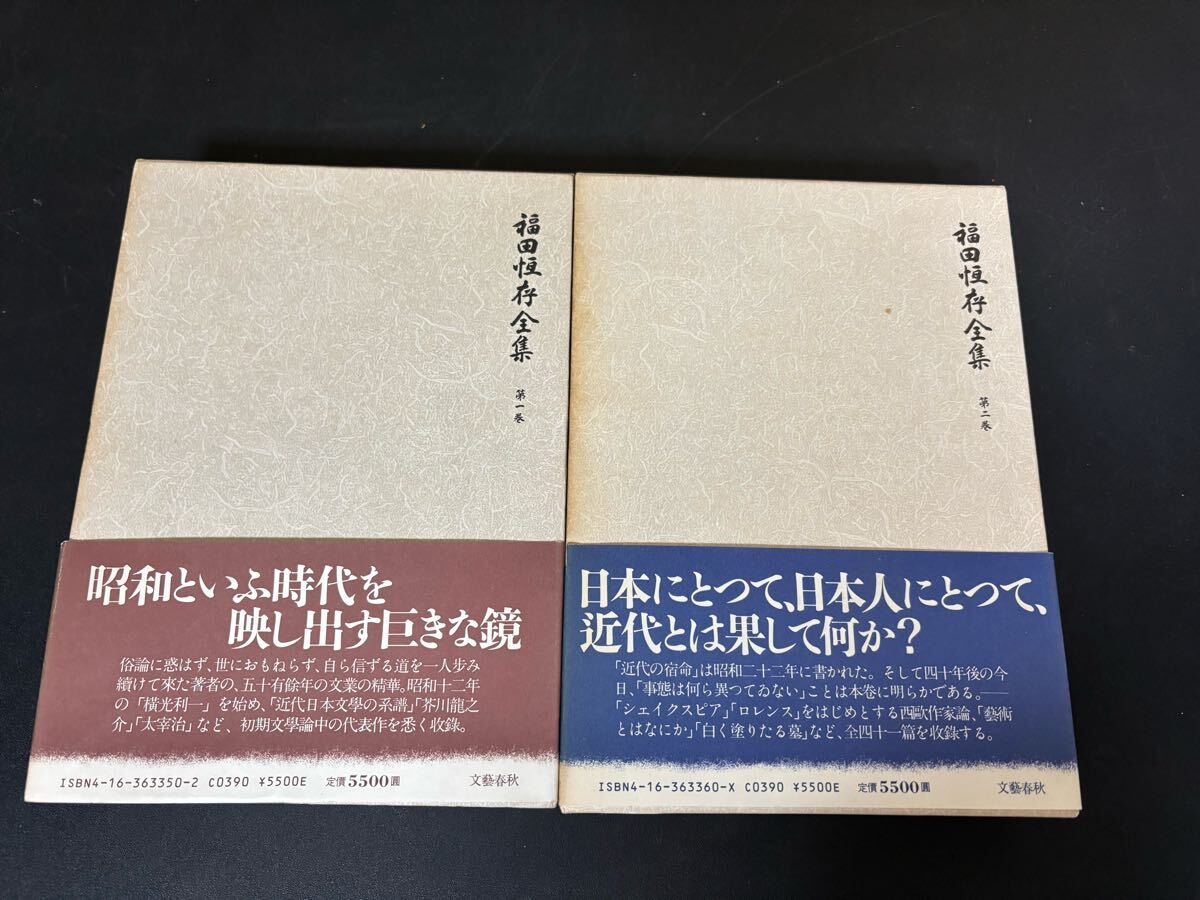 福田恆存全集
第一巻
昭和といふ時代を
映し出す巨きな鏡
俗論に惑はず、世におもねらず、自ら信ずる道を一人歩み
續けて來た著者の、五十有餘年の文業の精華。昭和十二年
の「橫光利一」を始め、「近代日本文學の系譜」「芥川龍之
介」「太宰治」など、初期文學論中の代表作を悉く収録。
ISBN4-16-363350-2 C0390 ¥5500E 定價5500圓
文藝春秋
福田恆存全集
第二巻
日本にとつて、日本人にとつて、
近代とは果して何か?
「近代の宿命」は昭和二十二年に書かれた。そして四十年後の今
日、「事態は何ら異つてゐない」ことは本卷に明らかである。――
「シェイクスピア」「ロレンス」をはじめとする西歐作家論、「藝術
とはなにか」「白く塗りたる墓」など、全四十一篇を収録する。
ISBN4-16-363360-X C0390 ¥5500E 定價5500圓
文藝春秋